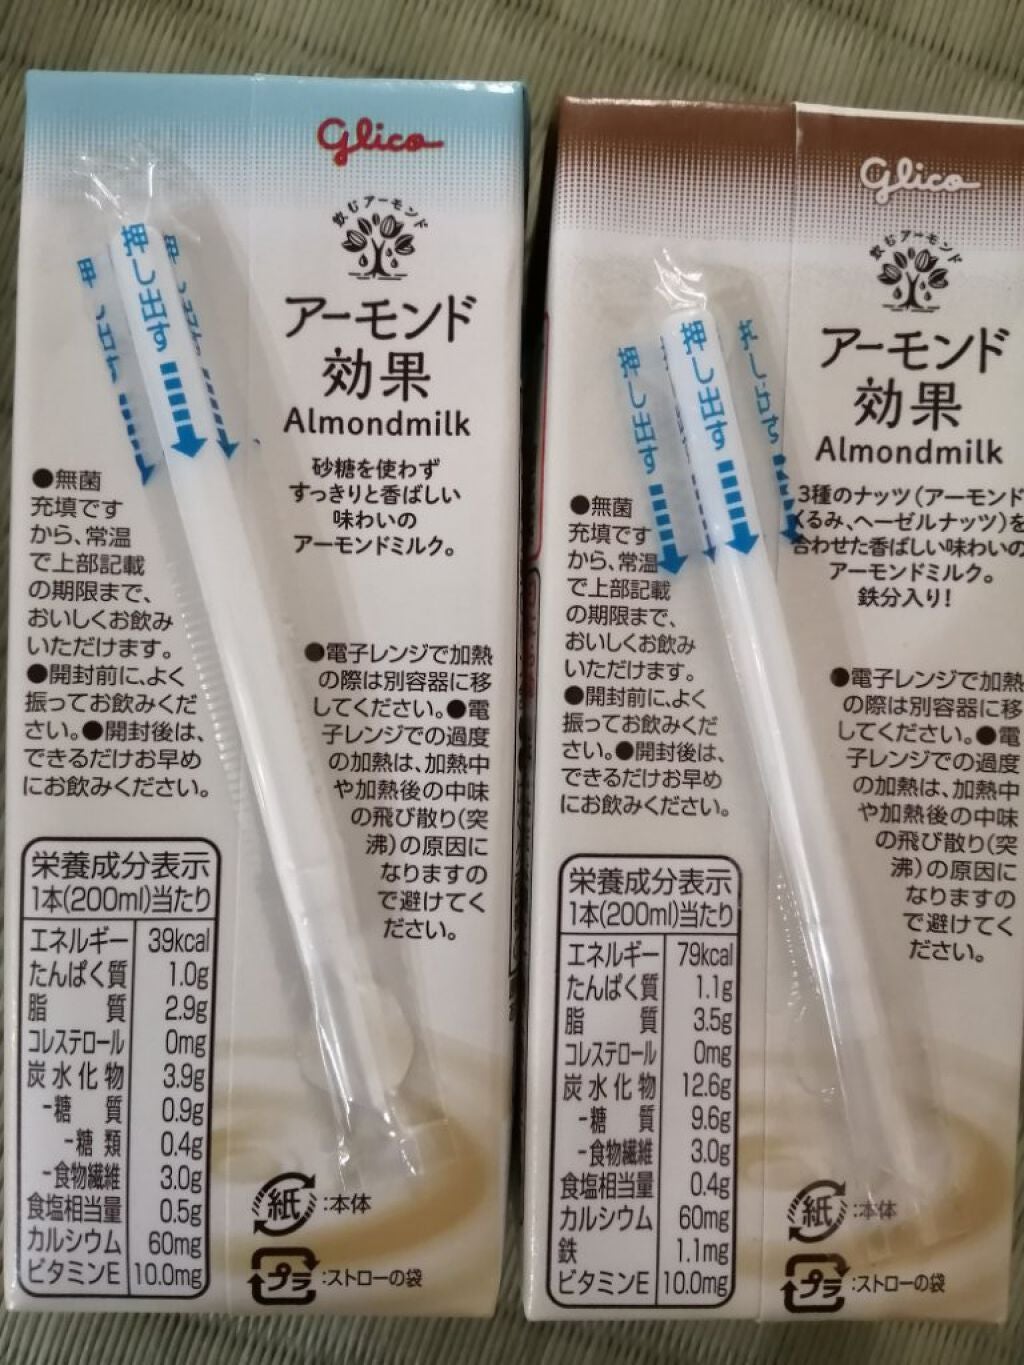 Glico
飲むアーモンド
アーモンド
効果
Almondmilk
砂糖を使わず
すっきりと香ばしい
味わいの
アーモンドミルク。
押し出す
押し出す
押し出す
●無菌
充填です
から、常温
で上部記載
の期限まで、
おいしくお飲み
いただけます。
●開封前に、よく
振ってお飲みくだ
さい。●開封後は、
できるだけお早め
にお飲みください。
●電子レンジで加熱
の際は別容器に移
してください。●電
子レンジでの過度
の加熱は、加熱中
や加熱後の中味
の飛び散り(突
沸)の原因に
なりますの
で避けてく
ださい。
栄養成分表示
1本(200ml)当たり
エネルギー 39kcal
たんぱく質 1.0g
脂質 2.9g
コレステロール 0mg
炭水化物 3.9g
-糖質 0.9g
-糖類 0.4g
-食物繊維 3.0g
食塩相当量 0.5g
カルシウム 60mg
ビタミンE 10.0mg
紙:本体
プラ:ストローの袋
Glico
飲むアーモンド
アーモンド
効果
Almondmilk
3種のナッツ(アーモンド
くるみ、ヘーゼルナッツ)を
合わせた香ばしい味わいの
アーモンドミルク。
鉄分入り!
押し出す
押し出す
押し出す
●無菌
充填です
から、常温
で上部記載
の期限まで、
おいしくお飲み
いただけます。
●開封前に、よく
振ってお飲みくだ
さい。●開封後は、
できるだけお早め
にお飲みください。
●電子レンジで加熱
の際は別容器に移
してください。●電
子レンジでの過度
の加熱は、加熱中
や加熱後の中味
の飛び散り(突
沸)の原因に
なりますの
で避けてく
ださい。
栄養成分表示
1本(200ml)当たり
エネルギー 79kcal
たんぱく質 1.1g
脂質 3.5g
コレステロール 0mg
炭水化物 12.6g
-糖質 9.6g
-食物繊維 3.0g
食塩相当量 0.4g
カルシウム 60mg
鉄 1.1mg
ビタミンE 10.0mg
紙:本体
プラ:ストローの袋